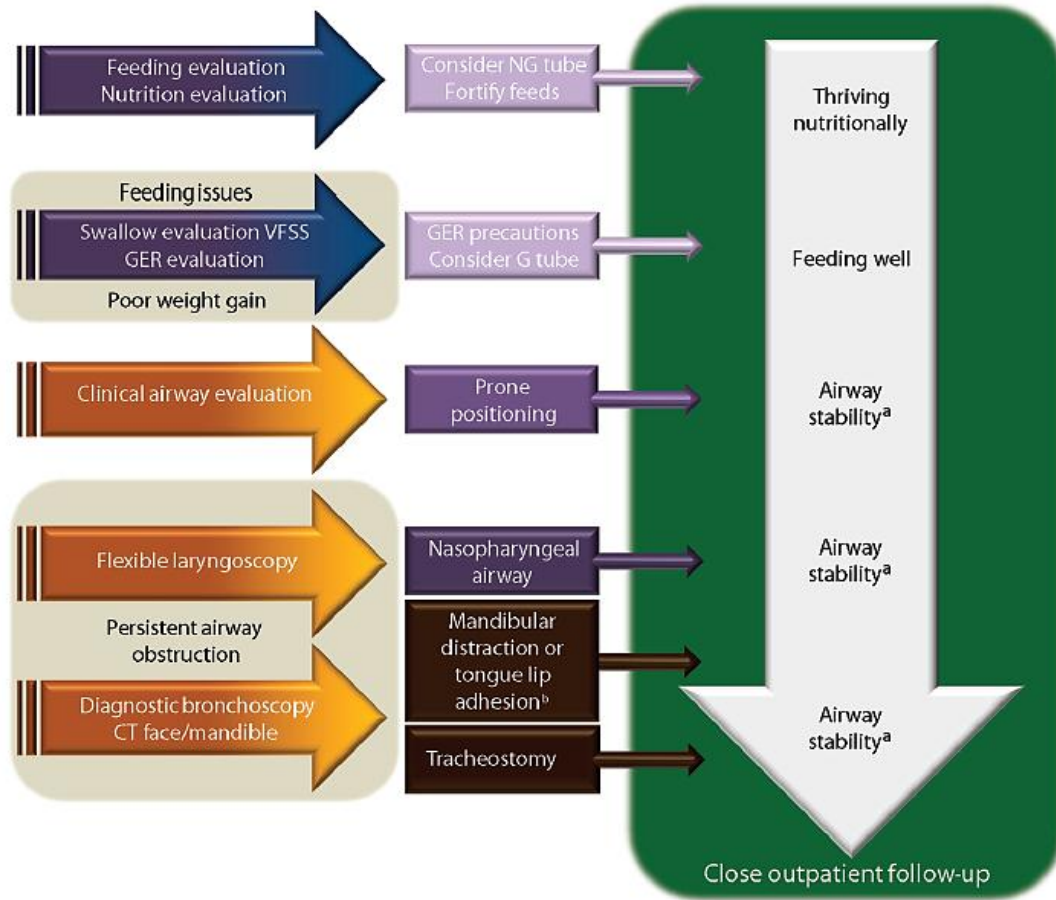 Feeding evaluation
Nutrition evaluation
Consider NG tube
Fortify feeds
Thriving
nutritionally
Feeding issues
Swallow evaluation VFSS
GER evaluation
Poor weight gain
GER precautions
Consider G tube
Feeding well
Clinical airway evaluation
Prone
positioning
Airway
stabilityᵃ
Flexible laryngoscopy
Nasopharyngeal
airway
Airway
stabilityᵃ
Persistent airway
obstruction
Mandibular
distraction or
tongue lip
adhesionᵇ
Diagnostic bronchoscopy
CT face/mandible
Tracheostomy
Airway
stabilityᵃ
Close outpatient follow-up